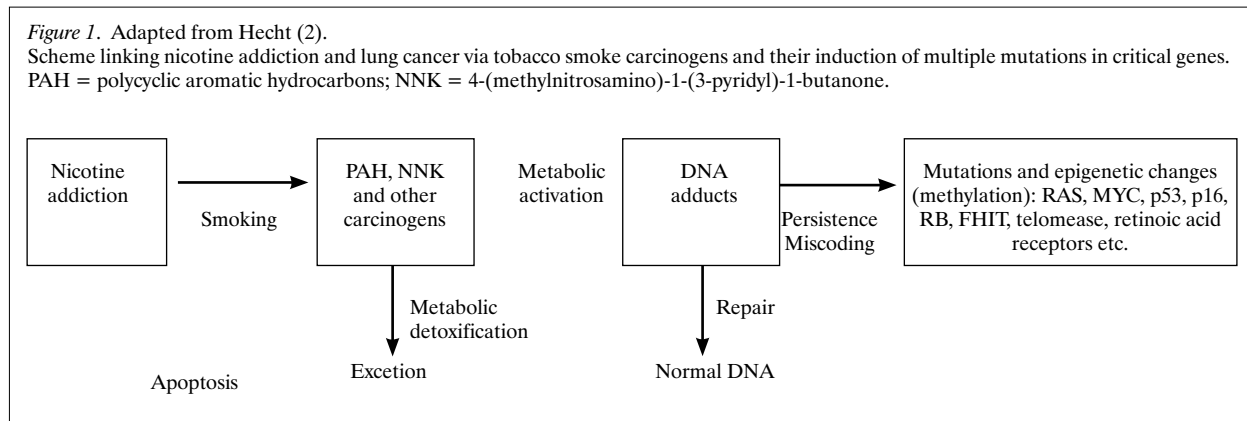 Figure 1. Adapted from Hecht (2).
Scheme linking nicotine addiction and lung cancer via tobacco smoke carcinogens and their induction of multiple mutations in critical genes.
PAH = polycyclic aromatic hydrocarbons; NNK = 4-(methylnitrosamino)-1-(3-pyridyl)-1-butanone.
Nicotine
addiction
Smoking
PAH, NNK
and other
carcinogens
Metabolic
activation
DNA
adducts
Persistence
Miscoding
Mutations and epigenetic changes
(methylation): RAS, MYC, p53, p16,
RB, FHIT, telomease, retinoic acid
receptors etc.
Metabolic
detoxification
Repair
Apoptosis
Excetion
Normal DNA